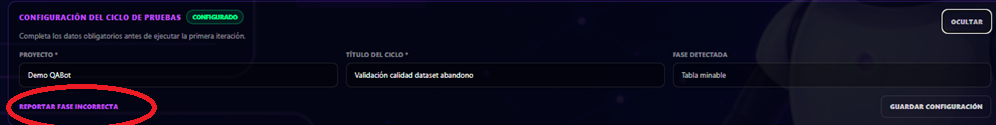 CONFIGURACIÓN DEL CICLO DE PRUEBAS CONFIGURADO
OCULTAR
Completa los datos obligatorios antes de ejecutar la primera iteración.
PROYECTO * TÍTULO DEL CICLO * FASE DETECTADA
Demo QABot Validación calidad dataset abandono Tabla minable
REPORTAR FASE INCORRECTA GUARDAR CONFIGURACIÓN